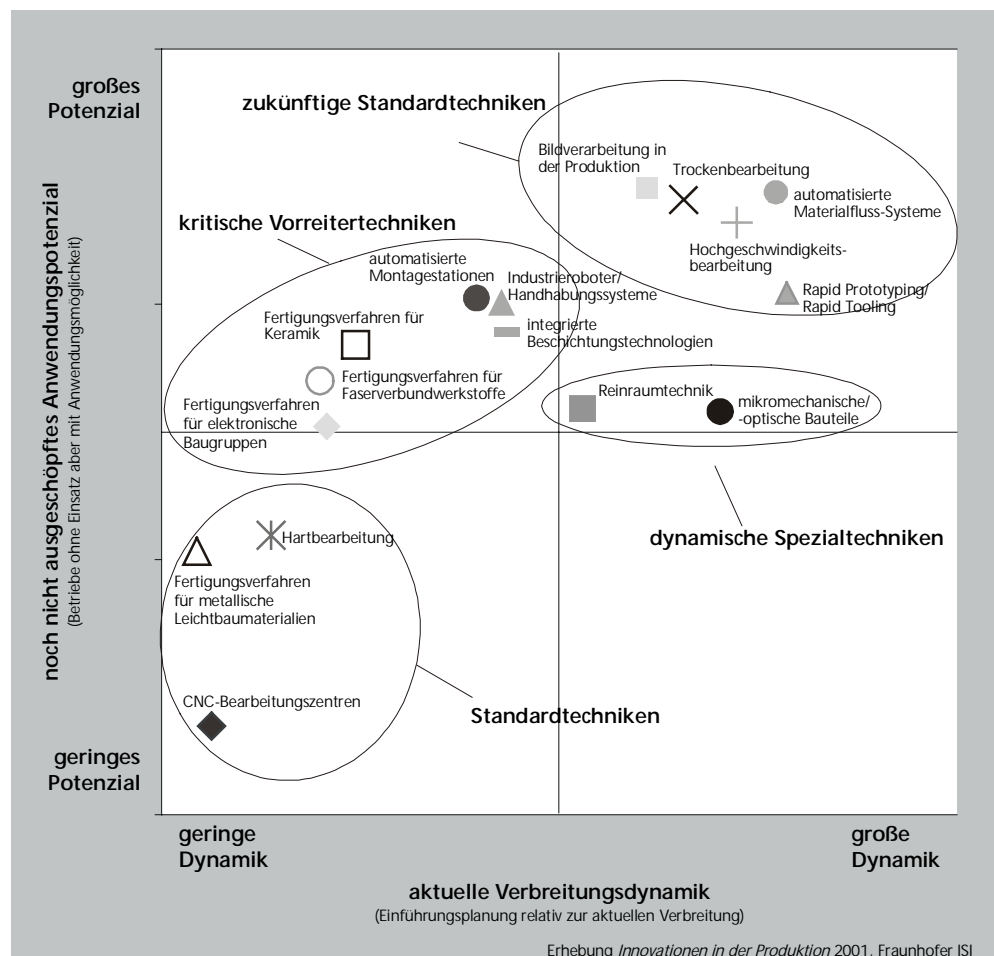 großes
Potenzial
zukünftige Standardtechniken
Bildverarbeitung in
der Produktion
Trockenbearbeitung
automatisierte
Materialfluss-Systeme
Hochgeschwindigkeits-
bearbeitung
Rapid Prototyping/
Rapid Tooling
kritische Vorreitertechniken
automatisierte
Montagestationen
Industrieroboter/
Handhabungssysteme
integrierte
Beschichtungstechnologien
Fertigungsverfahren für
Keramik
Fertigungsverfahren für
Faserverbundwerkstoffe
Fertigungsverfahren
für elektronische
Baugruppen
Reinraumtechnik
mikromechanische/
-optische Bauteile
dynamische Spezialtechniken
Hartbearbeitung
Fertigungsverfahren
für metallische
Leichtbaumaterialien
CNC-Bearbeitungszentren
Standardtechniken
noch nicht ausgeschöpftes Anwendungspotenzial
(Betriebe ohne Einsatz aber mit Anwendungsmöglichkeit)
geringes
Potenzial
geringe
Dynamik
große
Dynamik
aktuelle Verbreitungsdynamik
(Einführungsplanung relativ zur aktuellen Verbreitung)
Erhebung Innovationen in der Produktion 2001, Fraunhofer ISI